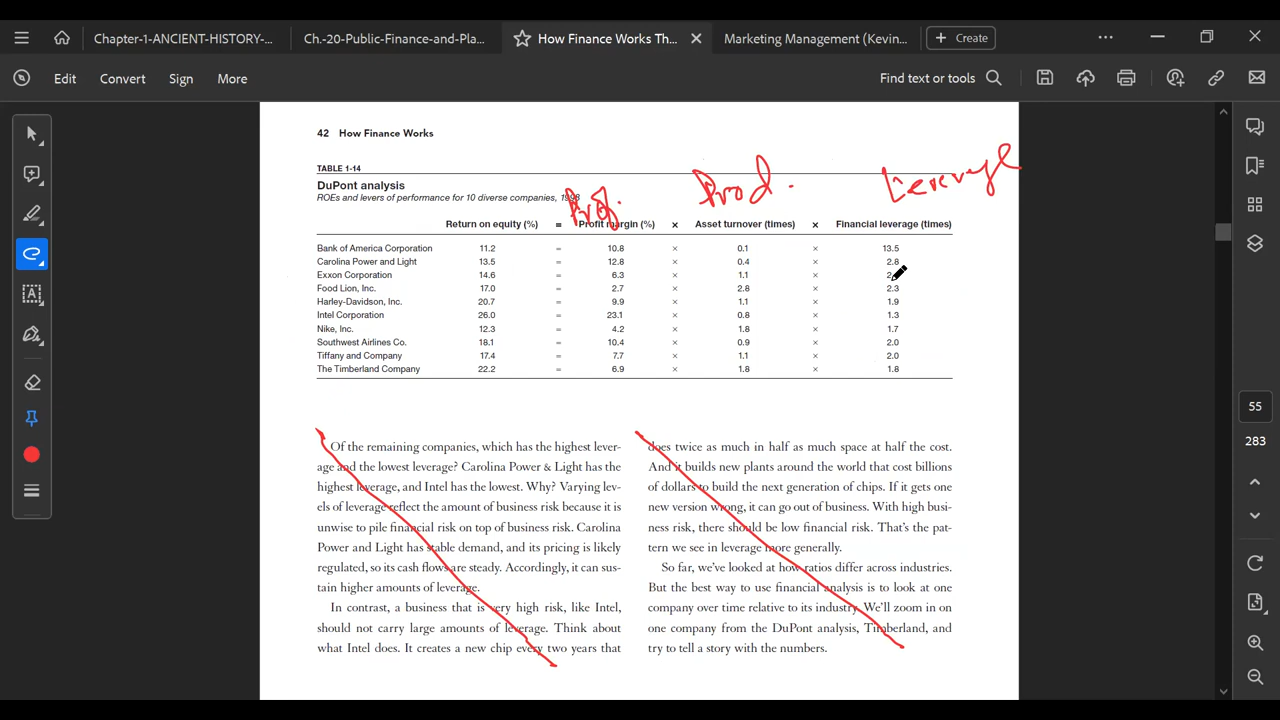 Chapter-1-ANCIENT-HISTORY-... Ch.-20-Public-Finance-and-Pla... How Finance Works Th... Marketing Management (Kevin... Create
Edit Convert Sign More Find text or tools
42 How Finance Works
TABLE 1-14
DuPont analysis
ROEs and levers of performance for 10 diverse companies, 1998
Prof. Prod. Leverage
Return on equity (%) = Profit margin (%) × Asset turnover (times) × Financial leverage (times)
Bank of America Corporation 11.2 = 10.8 × 0.1 × 13.5
Carolina Power and Light 13.5 = 12.8 × 0.4 × 2.8
Exxon Corporation 14.6 = 6.3 × 1.1 ×
Food Lion, Inc. 17.0 = 2.7 × 2.8 × 2.3
Harley-Davidson, Inc. 20.7 = 9.9 × 1.1 × 1.9
Intel Corporation 26.0 = 23.1 × 0.8 × 1.3
Nike, Inc. 12.3 = 4.2 × 1.8 × 1.7
Southwest Airlines Co. 18.1 = 10.4 × 0.9 × 2.0
Tiffany and Company 17.4 = 7.7 × 1.1 × 2.0
The Timberland Company 22.2 = 6.9 × 1.8 × 1.8
Of the remaining companies, which has the highest lever-
age and the lowest leverage? Carolina Power & Light has the
highest leverage, and Intel has the lowest. Why? Varying lev-
els of leverage reflect the amount of business risk because it is
unwise to pile financial risk on top of business risk. Carolina
Power and Light has stable demand, and its pricing is likely
regulated, so its cash flows are steady. Accordingly, it can sus-
tain higher amounts of leverage.
In contrast, a business that is very high risk, like Intel,
should not carry large amounts of leverage. Think about
what Intel does. It creates a new chip every two years that
does twice as much in half as much space at half the cost.
And it builds new plants around the world that cost billions
of dollars to build the next generation of chips. If it gets one
new version wrong, it can go out of business. With high busi-
ness risk, there should be low financial risk. That's the pat-
tern we see in leverage more generally.
So far, we've looked at how ratios differ across industries.
But the best way to use financial analysis is to look at one
company over time relative to its industry. We'll zoom in on
one company from the DuPont analysis, Timberland, and
try to tell a story with the numbers.
55
283